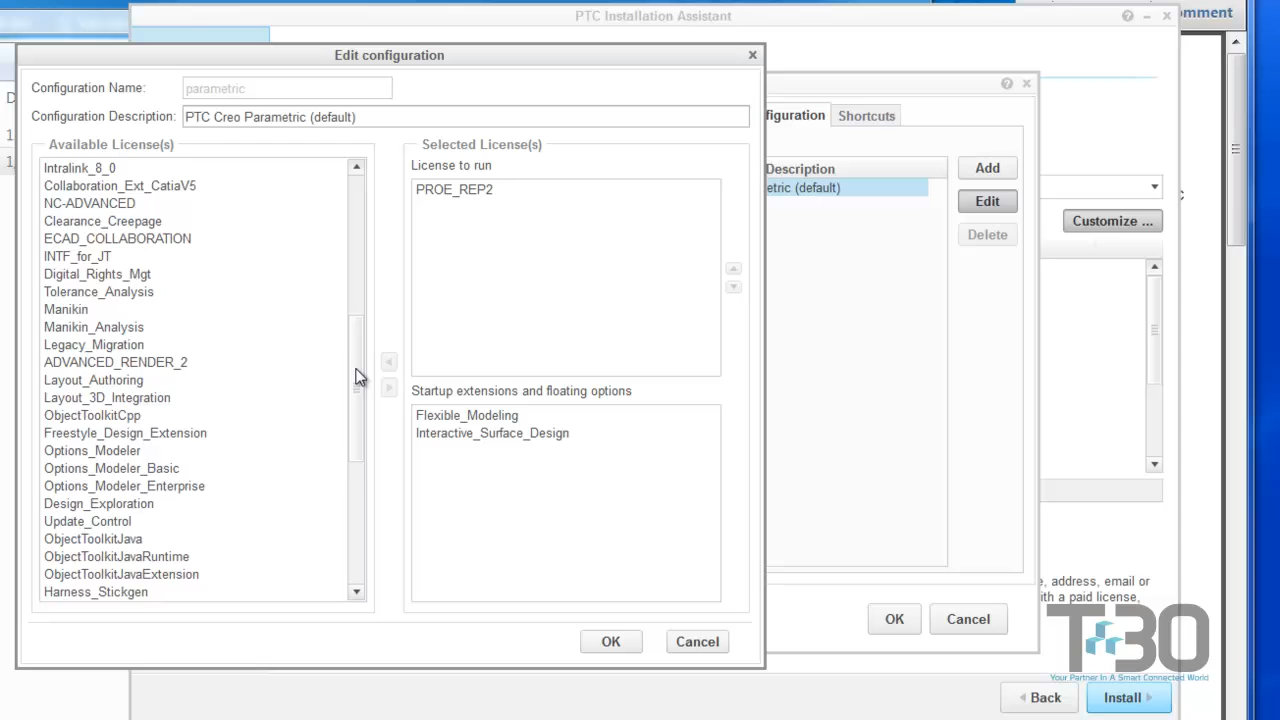 PTC Installation Assistant
mment
Edit configuration
Configuration Name:
parametric
Configuration Description:
PTC Creo Parametric (default)
Available License(s)
Intralink_8_0
Collaboration_Ext_CatiaV5
NC-ADVANCED
Clearance_Creepage
ECAD_COLLABORATION
INTF_for_JT
Digital_Rights_Mgt
Tolerance_Analysis
Manikin
Manikin_Analysis
Legacy_Migration
ADVANCED_RENDER_2
Layout_Authoring
Layout_3D_Integration
ObjectToolkitCpp
Freestyle_Design_Extension
Options_Modeler
Options_Modeler_Basic
Options_Modeler_Enterprise
Design_Exploration
Update_Control
ObjectToolkitJava
ObjectToolkitJavaRuntime
ObjectToolkitJavaExtension
Harness_Stickgen
Selected License(s)
License to run
PROE_REP2
Startup extensions and floating options
Flexible_Modeling
Interactive_Surface_Design
OK
Cancel
figuration
Shortcuts
Description
etric (default)
Add
Edit
Delete
OK
Cancel
Customize ...
e, address, email or
ith a paid license,
T30
Your Partner In A Smart Connected World
Back
Install